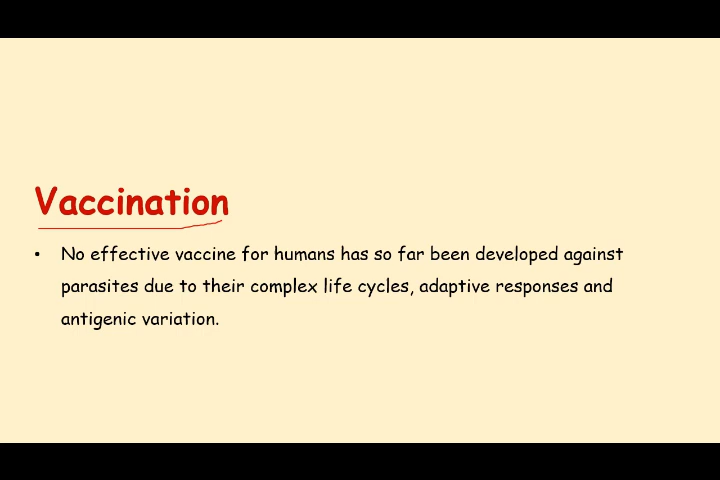 Vaccination
• No effective vaccine for humans has so far been developed against
parasites due to their complex life cycles, adaptive responses and
antigenic variation.